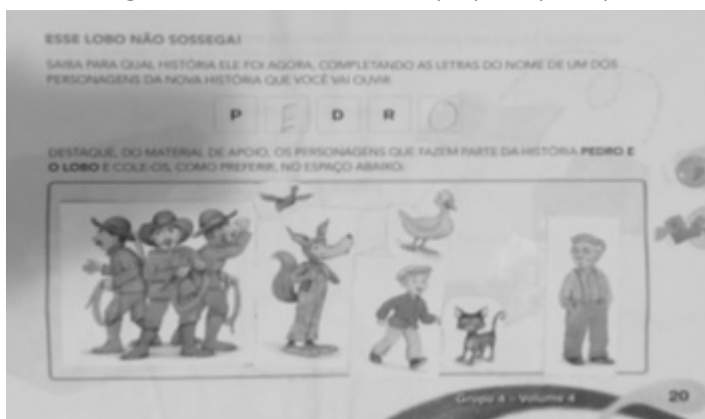 ESSE LOBO NÃO SOSSEGA!
SAIBA PARA QUAL HISTÓRIA ELE FOI AGORA, COMPLETANDO AS LETRAS DO NOME DE UM DOS
PERSONAGENS DA NOVA HISTÓRIA QUE VOCÊ VAI OUVIR.
P E D R O
DESTAQUE, DO MATERIAL DE APOIO, OS PERSONAGENS QUE FAZEM PARTE DA HISTÓRIA PEDRO E
O LOBO E COLE-OS, COMO PREFERIR, NO ESPAÇO ABAIXO.
Grupo 4 – Volume 4
20